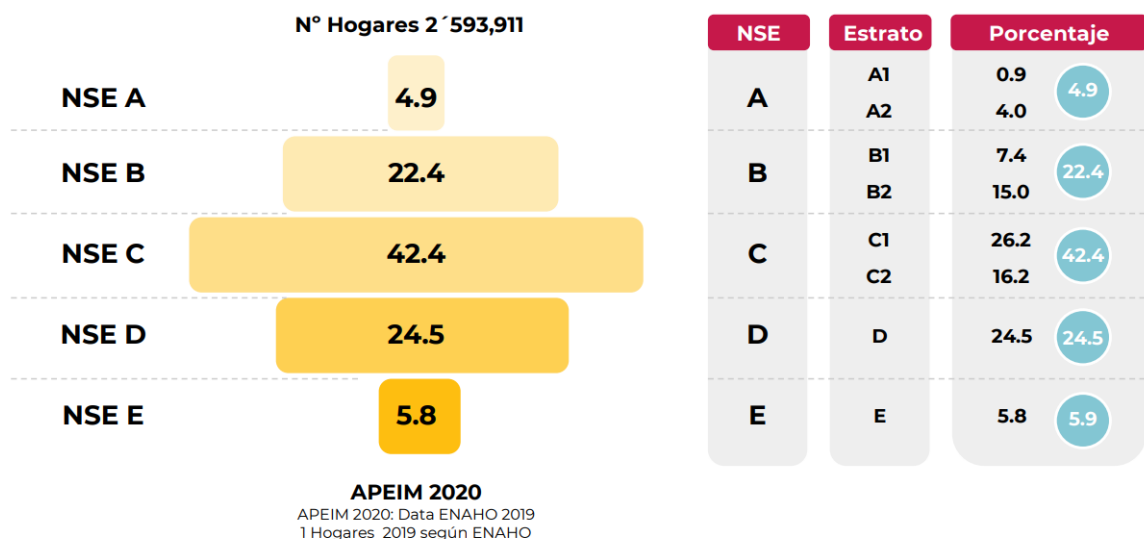 Nº Hogares 2´593,911
NSE A
4.9
NSE B
22.4
NSE C
42.4
NSE D
24.5
NSE E
5.8
APEIM 2020
APEIM 2020: Data ENAHO 2019
1 Hogares 2019 según ENAHO
NSE Estrato Porcentaje
A
A1 0.9
A2 4.0
4.9
B
B1 7.4
B2 15.0
22.4
C
C1 26.2
C2 16.2
42.4
D D 24.5 24.5
E E 5.8 5.9